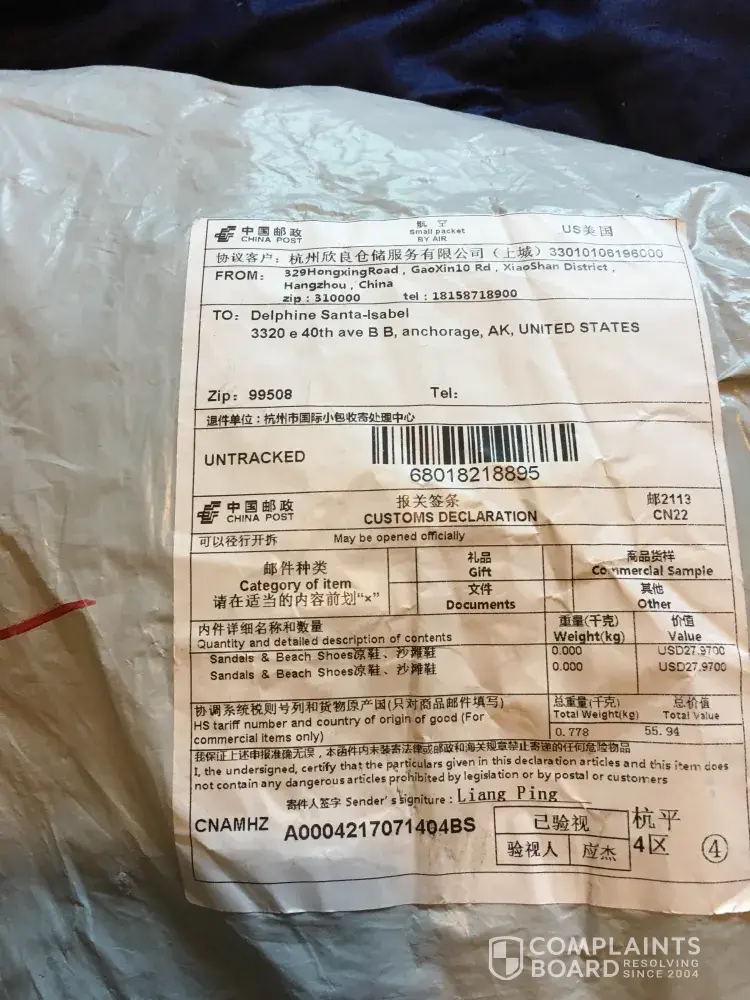 中国邮政
CHINA POST
航空
Small packet
BY AIR
US美国
协议客户：杭州欣良仓储服务有限公司（上城）33010106196000
FROM: 329HongxingRoad , GaoXin10 Rd , XiaoShan District ,
Hangzhou , China
zip : 310000 tel : 18158718900
TO: Delphine Santa-Isabel
3320 e 40th ave B B, anchorage, AK, UNITED STATES
Zip: 99508 Tel:
退件单位：杭州市国际小包收寄处理中心
UNTRACKED
68018218895
中国邮政
CHINA POST
报关签条
CUSTOMS DECLARATION
邮2113
CN22
可以径行开拆 May be opened officially
邮件种类
Category of item
请在适当的内容前划“×”
礼品
Gift
商品货样
Commercial Sample
文件
Documents
其他
Other
内件详细名称和数量
Quantity and detailed description of contents
重量(千克)
Weight(kg)
价值
Value
Sandals & Beach Shoes凉鞋、沙滩鞋 0.000 USD27.9700
Sandals & Beach Shoes凉鞋、沙滩鞋 0.000 USD27.9700
协调系统税则号列和货物原产国(只对商品邮件填写)
HS tariff number and country of origin of good (For
commercial items only)
总重量(千克)
Total Weight(kg)
总价值
Total Value
0.778 55.94
我保证上述申报准确无误，本函件内未装寄法律或邮政和海关规章禁止寄递的任何危险物品
I, the undersigned, certify that the particulars given in this declaration articles and this item does
not contain any dangerous articles prohibited by legislation or by postal or customers
寄件人签字 Sender's signiture : Liang Ping
CNAMHZ A0004217071404BS
已验视
验视人 应杰
杭平
4区
④
COMPLAINTS
BOARD RESOLVING
SINCE 2004